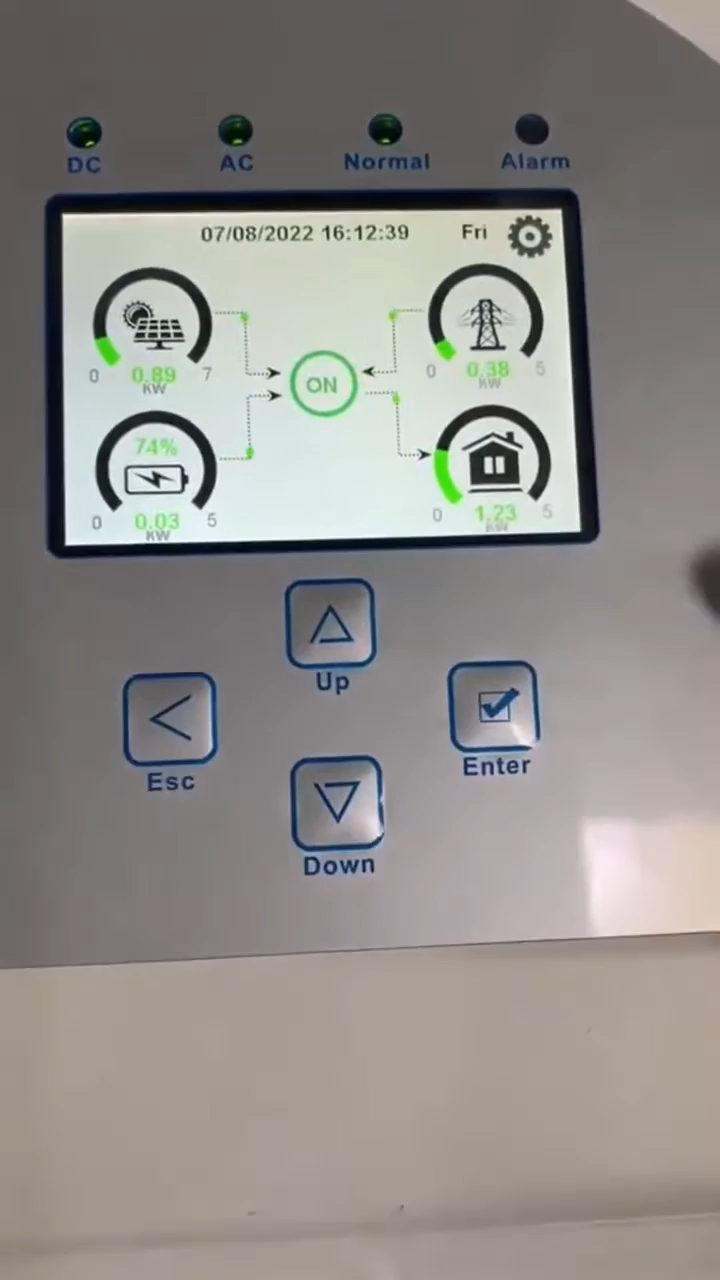 DC AC Normal Alarm
07/08/2022 16:12:39 Fri
0 0.89 7 0 0.38 5
KW KW
ON
74%
0 0.03 5 0 1.23 5
KW KW
Up
Esc Enter
Down